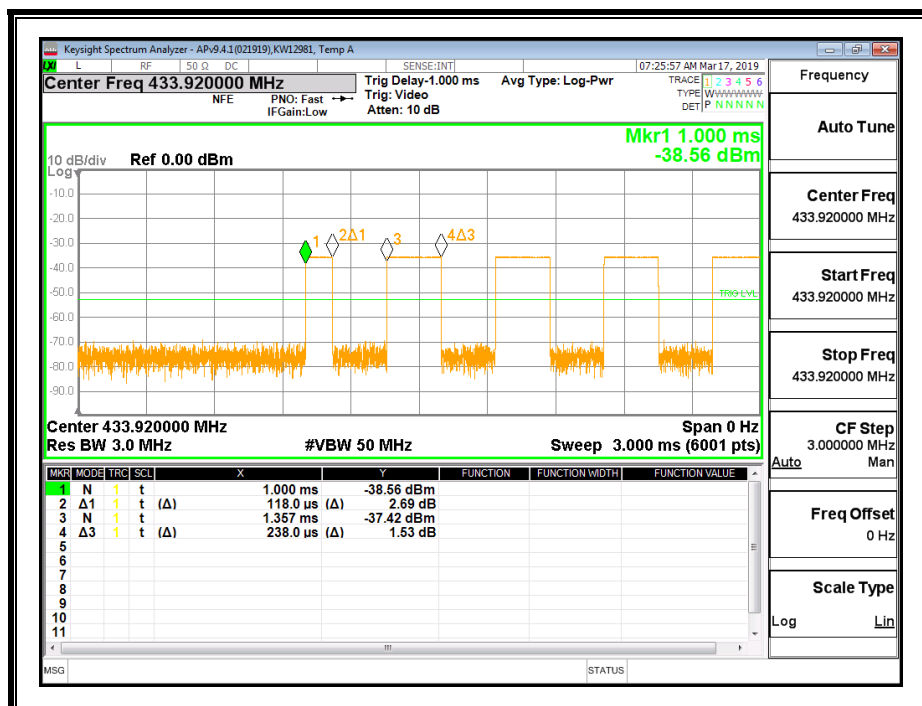 Keysight Spectrum Analyzer - APv9.4.1(021919),KW12981, Temp A
LXI L RF 50 Ω DC SENSE:INT 07:25:57 AM Mar 17, 2019
Center Freq 433.920000 MHz
NFE
PNO: Fast
IFGain:Low
Trig Delay-1.000 ms
Trig: Video
Atten: 10 dB
Avg Type: Log-Pwr
TRACE 1 2 3 4 5 6
TYPE WWWWWWW
DET P N N N N N
Mkr1 1.000 ms
-38.56 dBm
10 dB/div Ref 0.00 dBm
Log
-10.0
-20.0
-30.0
-40.0
-50.0
-60.0
-70.0
-80.0
-90.0
1 2Δ1 3 4Δ3
TRIG LVL
Center 433.920000 MHz Span 0 Hz
Res BW 3.0 MHz #VBW 50 MHz Sweep 3.000 ms (6001 pts)
MKR MODE TRC SCL X Y FUNCTION FUNCTION WIDTH FUNCTION VALUE
1 N 1 t 1.000 ms -38.56 dBm
2 Δ1 1 t (Δ) 118.0 µs (Δ) 2.69 dB
3 N 1 t 1.357 ms -37.42 dBm
4 Δ3 1 t (Δ) 238.0 µs (Δ) 1.53 dB
5
6
7
8
9
10
11
MSG STATUS
Frequency
Auto Tune
Center Freq
433.920000 MHz
Start Freq
433.920000 MHz
Stop Freq
433.920000 MHz
CF Step
3.000000 MHz
Auto Man
Freq Offset
0 Hz
Scale Type
Log Lin